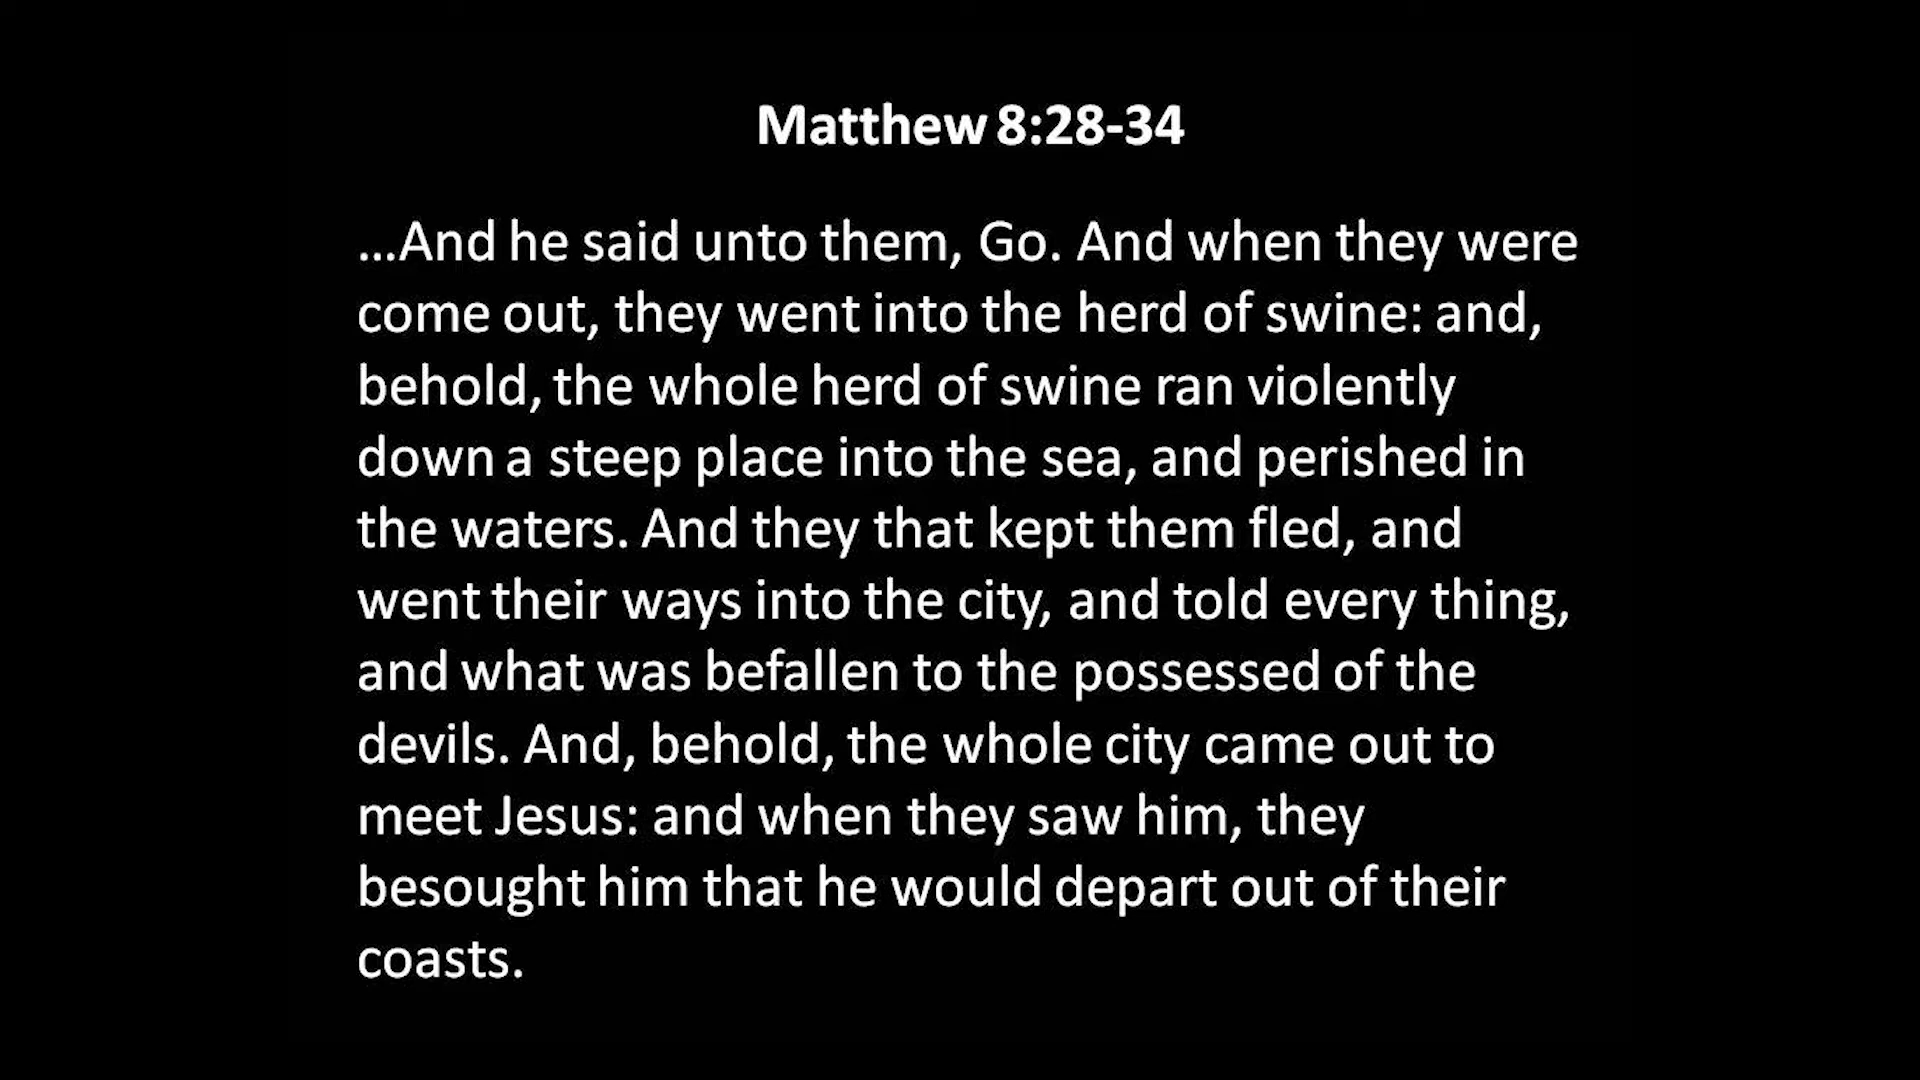 Matthew 8:28-34
...And he said unto them, Go. And when they were
come out, they went into the herd of swine: and,
behold, the whole herd of swine ran violently
down a steep place into the sea, and perished in
the waters. And they that kept them fled, and
went their ways into the city, and told every thing,
and what was befallen to the possessed of the
devils. And, behold, the whole city came out to
meet Jesus: and when they saw him, they
besought him that he would depart out of their
coasts.